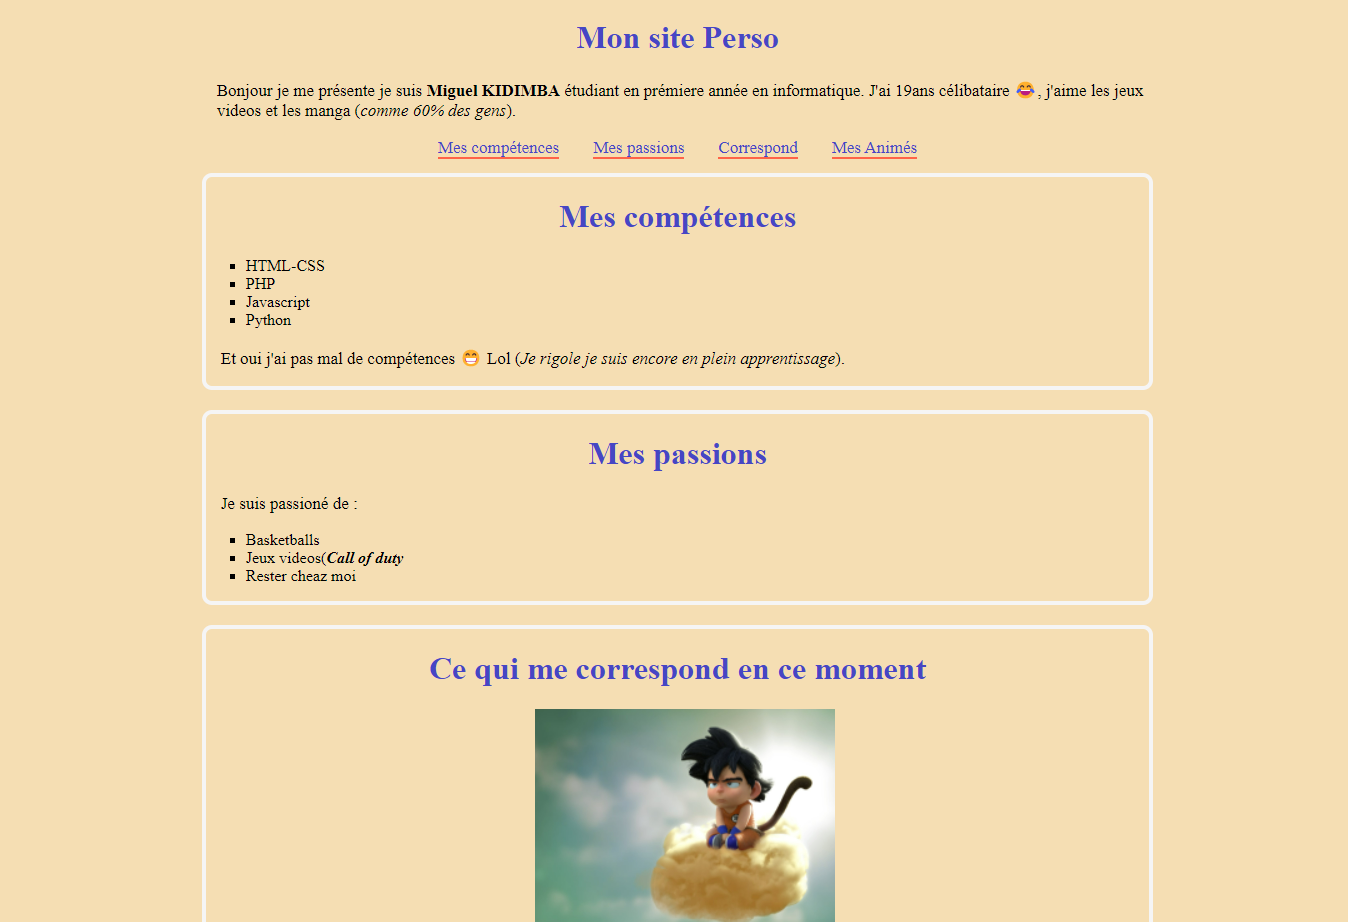 Mon site Perso
Bonjour je me présente je suis Miguel KIDIMBA étudiant en prémiere année en informatique. J'ai 19ans célibataire 😂, j'aime les jeux
videos et les manga (comme 60% des gens).
Mes compétences Mes passions Correspond Mes Animés
Mes compétences
HTML-CSS
PHP
Javascript
Python
Et oui j'ai pas mal de compétences 😁 Lol (Je rigole je suis encore en plein apprentissage).
Mes passions
Je suis passioné de :
Basketballs
Jeux videos(Call of duty
Rester cheaz moi
Ce qui me correspond en ce moment